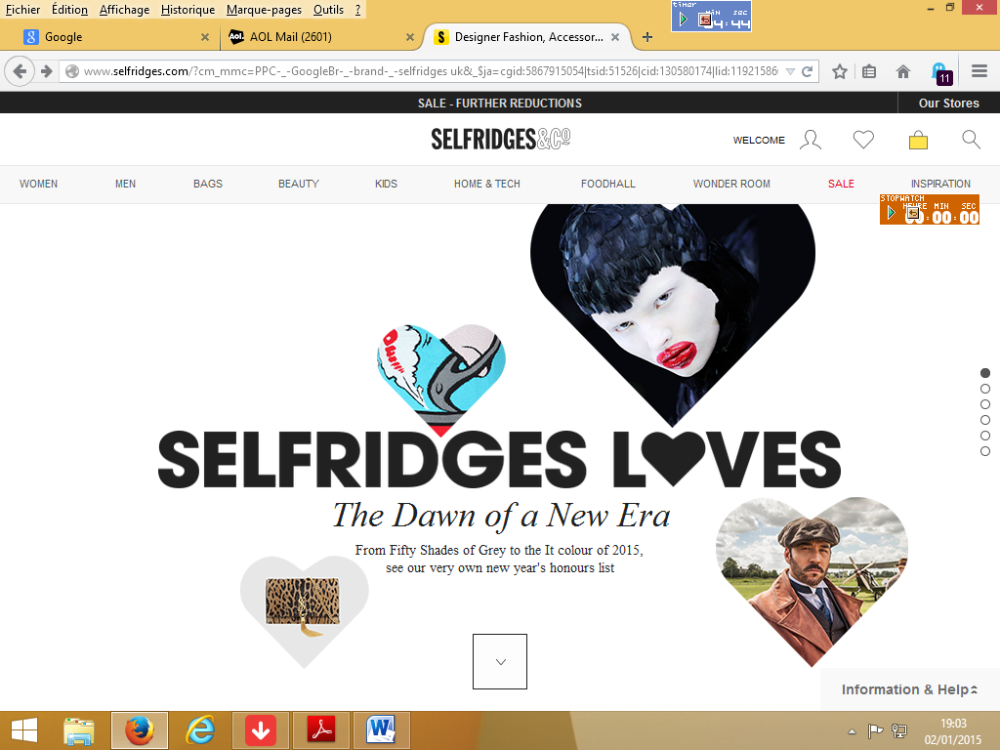 Fichier Édition Affichage Historique Marque-pages Outils ?
timer
MIN SEC
4:44
Google
AOL Mail (2601)
Designer Fashion, Accessor...
www.selfridges.com/?cm_mmc=PPC-_-GoogleBr-_-brand-_-selfridges uk&_$ja=cgid:5867915054|tsid:51526|cid:130580174|lid:11921586
11
SALE - FURTHER REDUCTIONS
Our Stores
SELFRIDGES&Co
WELCOME
WOMEN MEN BAGS BEAUTY KIDS HOME & TECH FOODHALL WONDER ROOM SALE INSPIRATION
STOPWATCH
HEURE MIN SEC
00:00:00
SELFRIDGES L♥VES
The Dawn of a New Era
From Fifty Shades of Grey to the It colour of 2015,
see our very own new year's honours list
Information & Help
19:03
02/01/2015